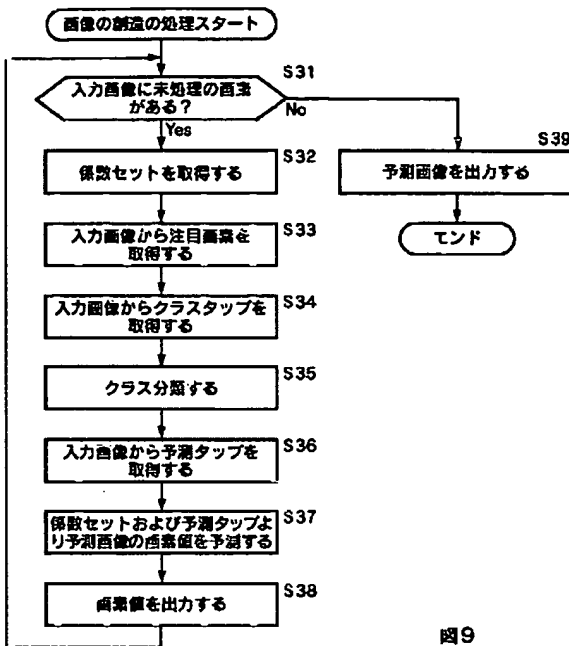 画像の創造の処理スタート
S31
入力画像に未処理の画素
がある？
No
Yes
S32
係数セットを取得する
S39
予測画像を出力する
S33
入力画像から注目画素を
取得する
エンド
S34
入力画像からクラスタップを
取得する
S35
クラス分類する
S36
入力画像から予測タップを
取得する
S37
係数セットおよび予測タップよ
り予測画像の画素値を予測する
S38
画素値を出力する
図9